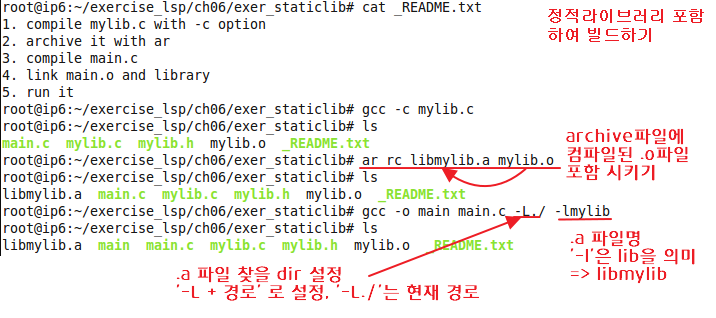 root@ip6:~/exercise_lsp/ch06/exer_staticlib# cat _README.txt
1. compile mylib.c with -c option
2. archive it with ar
3. compile main.c
4. link main.o and library
5. run it
root@ip6:~/exercise_lsp/ch06/exer_staticlib# gcc -c mylib.c
root@ip6:~/exercise_lsp/ch06/exer_staticlib# ls
main.c mylib.c mylib.h mylib.o _README.txt
root@ip6:~/exercise_lsp/ch06/exer_staticlib# ar rc libmylib.a mylib.o
root@ip6:~/exercise_lsp/ch06/exer_staticlib# ls
libmylib.a main.c mylib.c mylib.h mylib.o _README.txt
root@ip6:~/exercise_lsp/ch06/exer_staticlib# gcc -o main main.c -L./ -lmylib
root@ip6:~/exercise_lsp/ch06/exer_staticlib# ls
libmylib.a main main.c mylib.c mylib.h mylib.o _README.txt
정적라이브러리 포함
하여 빌드하기
archive파일에
컴파일된 .o파일
포함 시키기
.a 파일명
'-l'은 lib을 의미
=> libmylib
.a 파일 찾을 dir 설정
'-L + 경로' 로 설정, '-L./'는 현재 경로